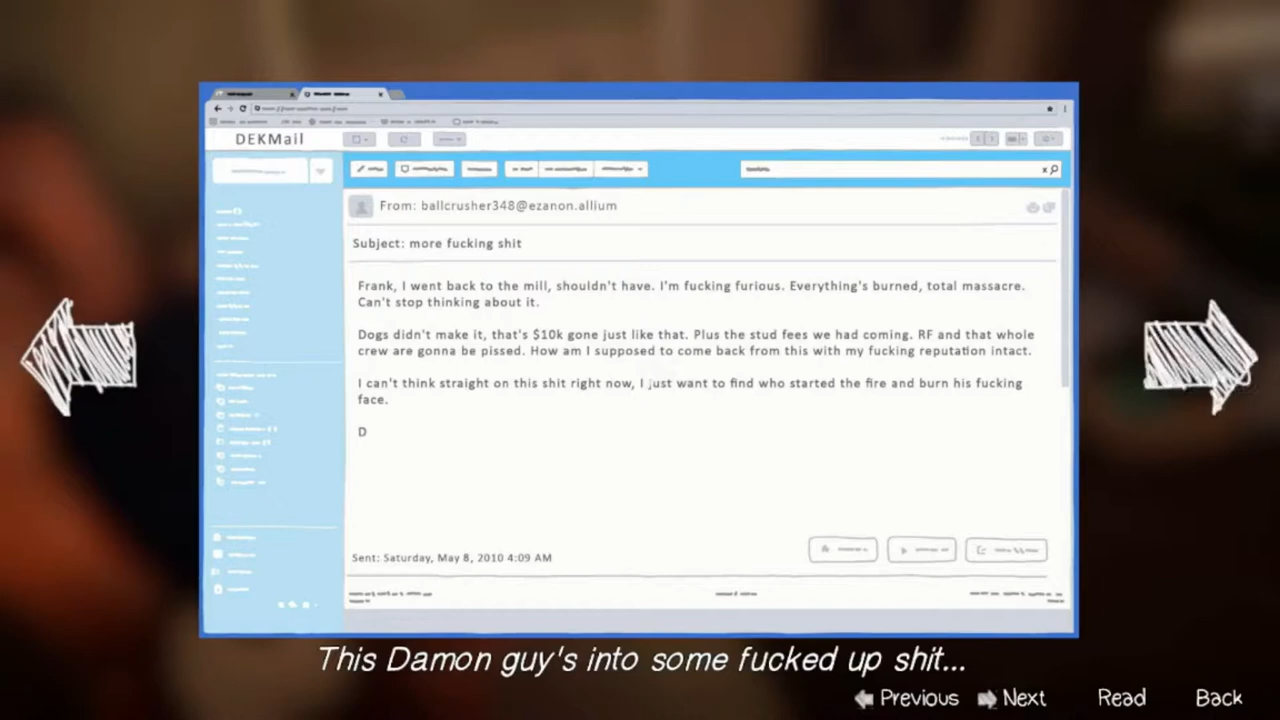 DEKMail
From: ballcrusher348@ezanon.allium
Subject: more fucking shit
Frank, I went back to the mill, shouldn't have. I'm fucking furious. Everything's burned, total massacre.
Can't stop thinking about it.
Dogs didn't make it, that's $10k gone just like that. Plus the stud fees we had coming. RF and that whole
crew are gonna be pissed. How am I supposed to come back from this with my fucking reputation intact.
I can't think straight on this shit right now, I just want to find who started the fire and burn his fucking
face.
D
Sent: Saturday, May 8, 2010 4:09 AM
This Damon guy's into some fucked up shit...
Previous Next Read Back